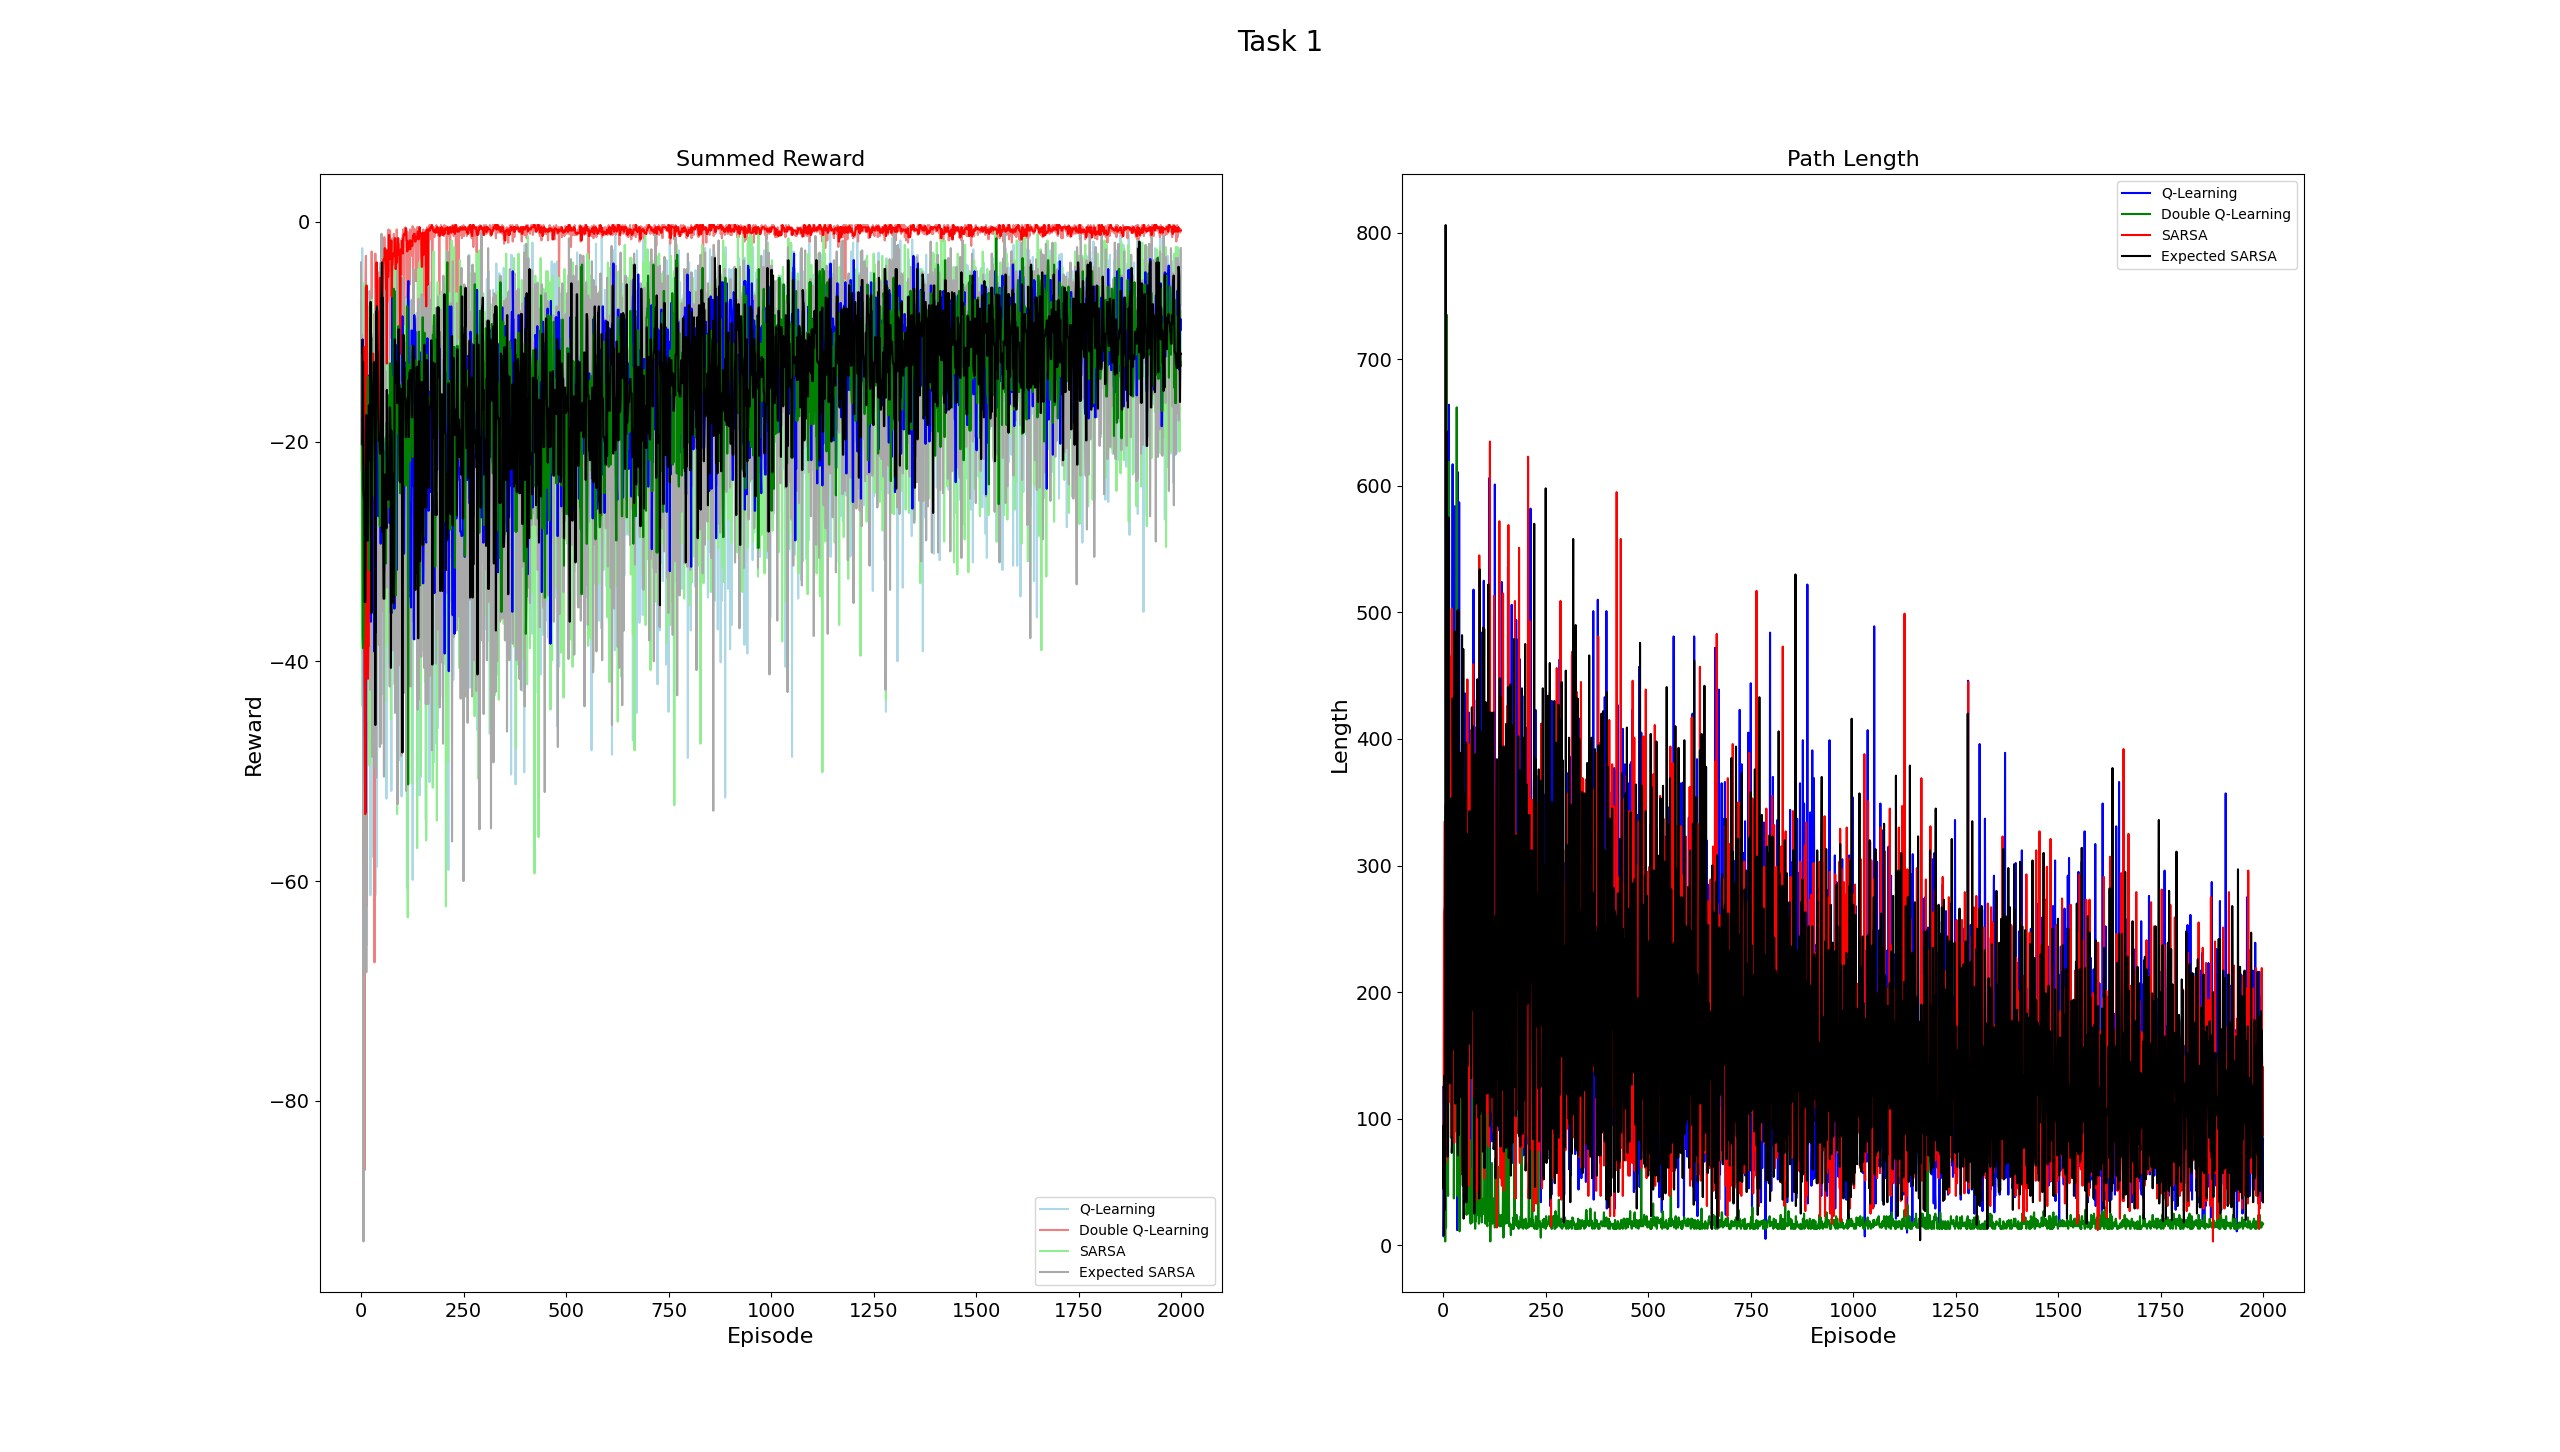 Task 1
Summed Reward
0
−20
−40
−60
−80
Reward
Q-Learning
Double Q-Learning
SARSA
Expected SARSA
0 250 500 750 1000 1250 1500 1750 2000
Episode
Path Length
800
700
600
500
400
300
200
100
0
Length
Q-Learning
Double Q-Learning
SARSA
Expected SARSA
0 250 500 750 1000 1250 1500 1750 2000
Episode